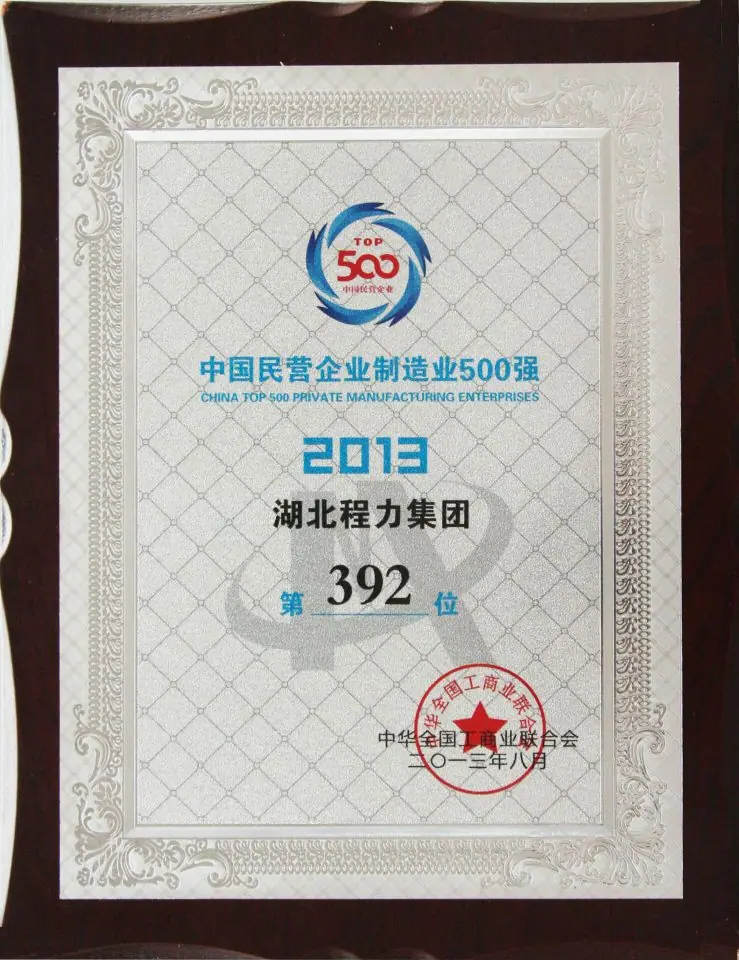 TOP
500
中国民营企业
中国民营企业制造业500强
CHINA TOP 500 PRIVATE MANUFACTURING ENTERPRISES
2013
湖北程力集团
第 392 位
中华全国工商业联合会
中华全国工商业联合会
二〇一三年八月